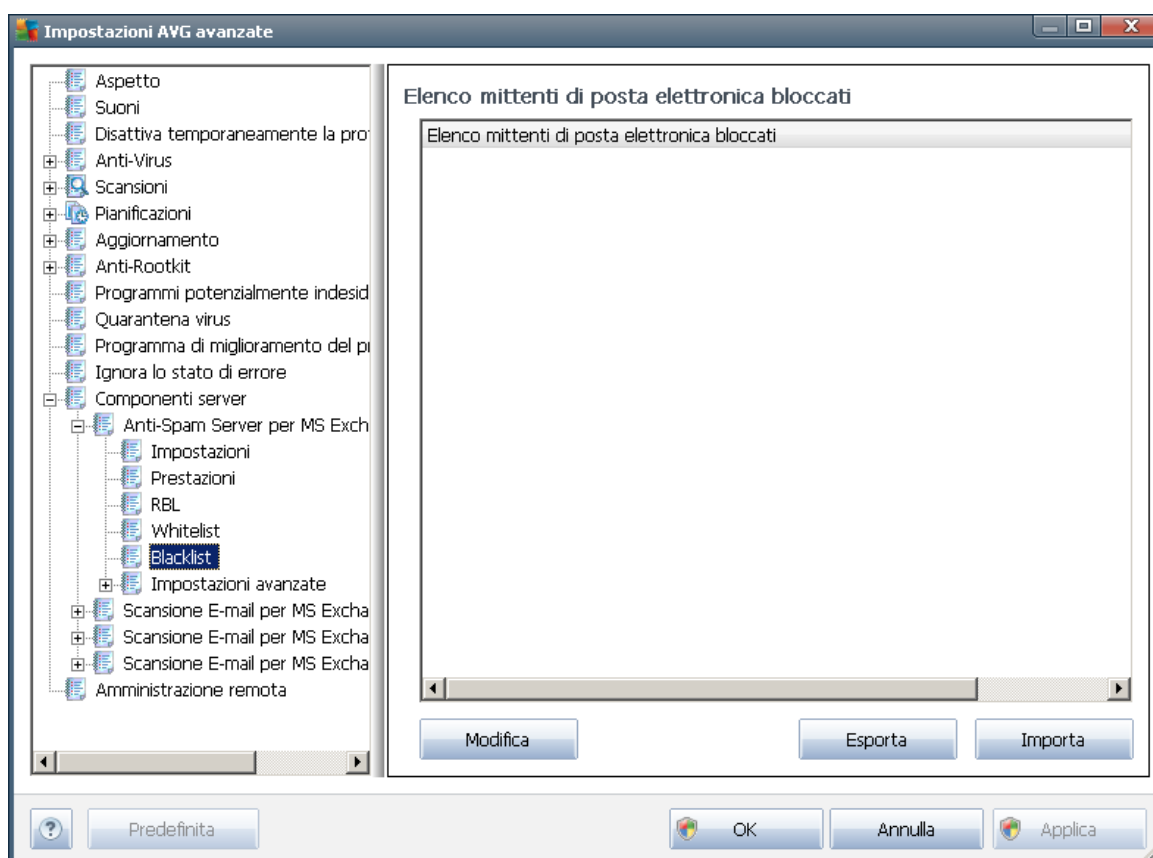 Impostazioni AVG avanzate
Aspetto
Suoni
Disattiva temporaneamente la pro
Anti-Virus
Scansioni
Pianificazioni
Aggiornamento
Anti-Rootkit
Programmi potenzialmente indesid
Quarantena virus
Programma di miglioramento del pr
Ignora lo stato di errore
Componenti server
Anti-Spam Server per MS Exch
Impostazioni
Prestazioni
RBL
Whitelist
Blacklist
Impostazioni avanzate
Scansione E-mail per MS Excha
Scansione E-mail per MS Excha
Scansione E-mail per MS Excha
Amministrazione remota
Elenco mittenti di posta elettronica bloccati
Elenco mittenti di posta elettronica bloccati
Modifica
Esporta
Importa
?
Predefinita
OK
Annulla
Applica